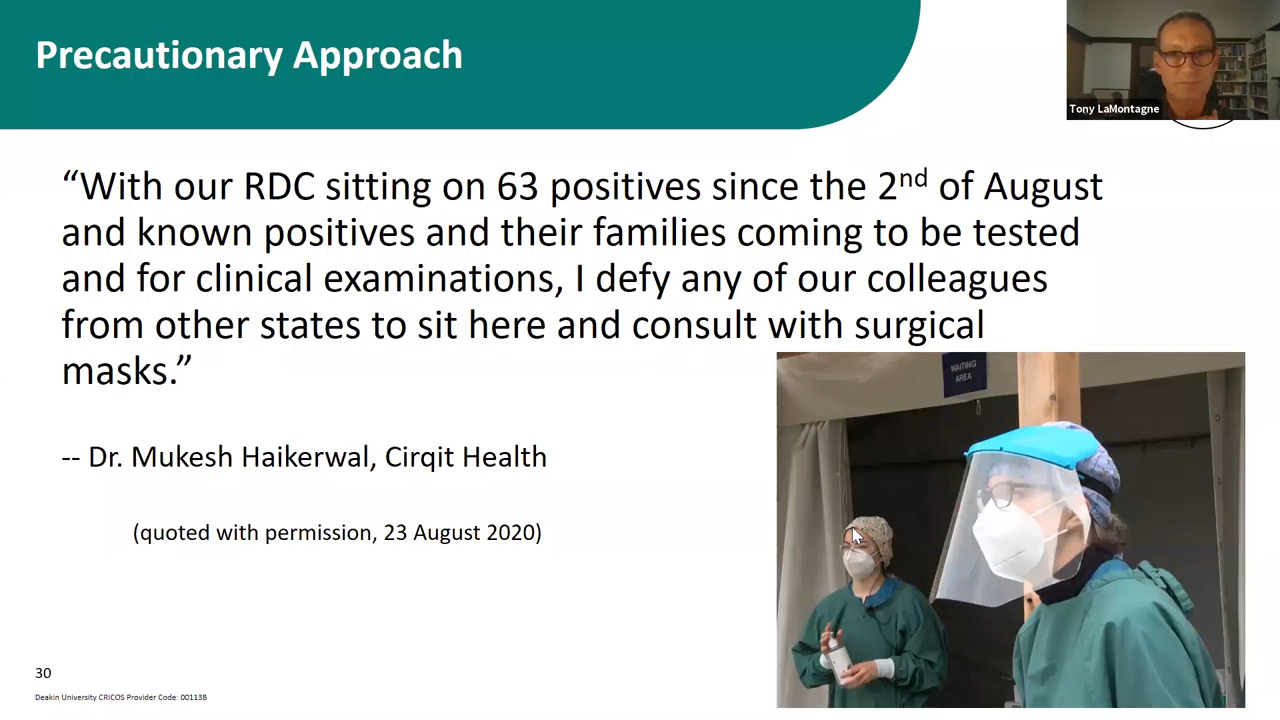 Precautionary Approach
Tony LaMontagne
“With our RDC sitting on 63 positives since the 2nd of August
and known positives and their families coming to be tested
and for clinical examinations, I defy any of our colleagues
from other states to sit here and consult with surgical
masks.”
WAITING
AREA
-- Dr. Mukesh Haikerwal, Cirqit Health
(quoted with permission, 23 August 2020)
30
Deakin University CRICOS Provider Code: 00113B